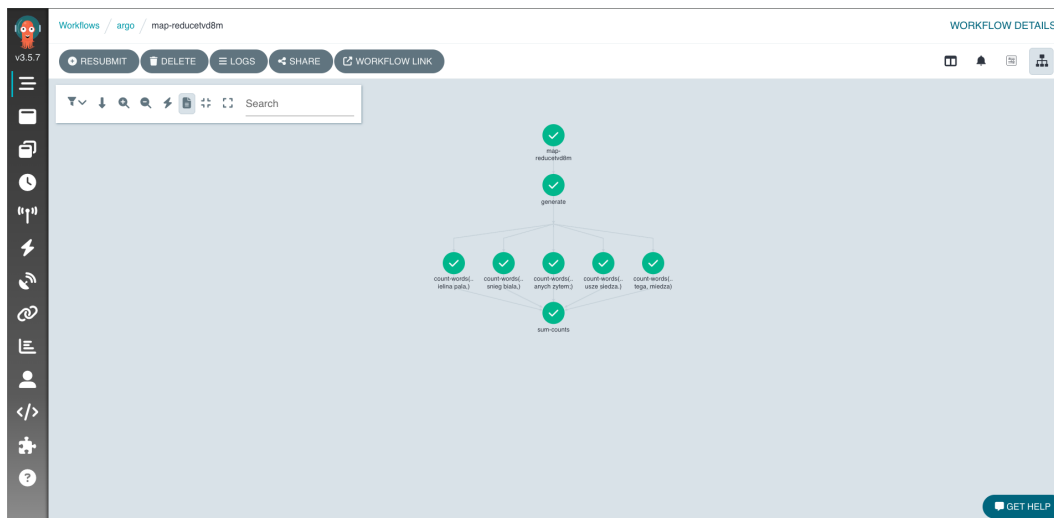 Workflows / argo / map-reducetvd8m
WORKFLOW DETAILS
v3.5.7
RESUBMIT DELETE LOGS SHARE WORKFLOW LINK
Search
map-
reducetvd8m
generate
count-words(.. count-words(.. count-words(.. count-words(.. count-words(..
ielina pala,) snieg biala,) anych zytem;) usze siedza.) tega, miedza)
sum-counts
GET HELP